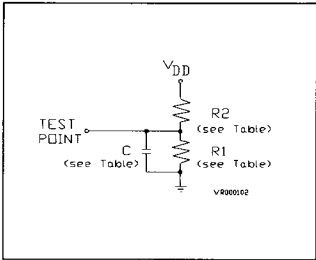 VDD
R2
(see Table)
TEST
POINT
C
(see Table)
R1
(see Table)
VR000102